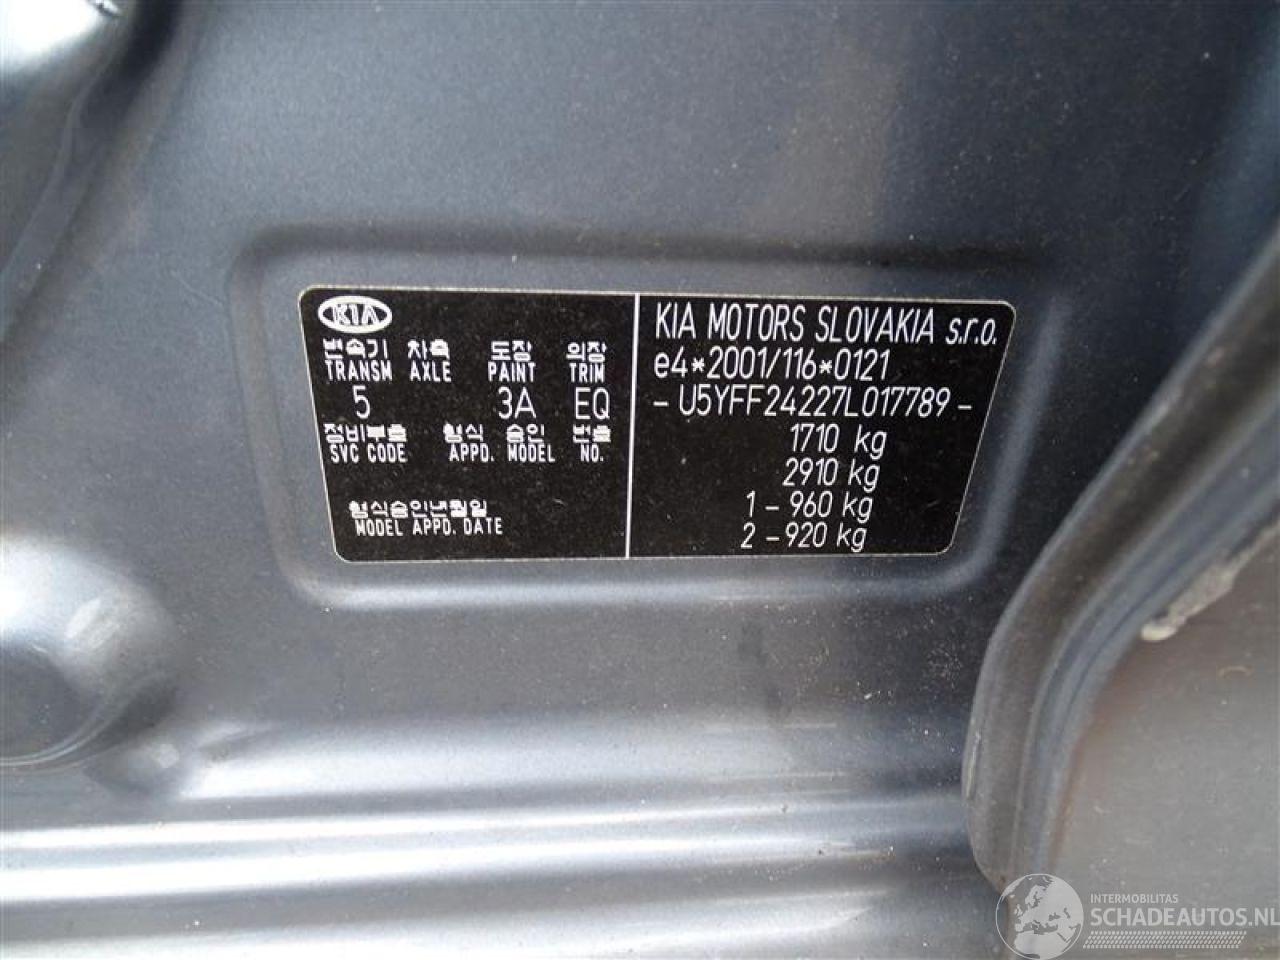 KIA
변속기 차축 도장 의장
TRANSM AXLE PAINT TRIM
5 3A EQ
정비부호 형식 승인 번호
SVC CODE APPD. MODEL NO.
형식승인년월일
MODEL APPD. DATE
KIA MOTORS SLOVAKIA s.r.o.
e4*2001/116*0121
- U5YFF24227L017789 -
1710 kg
2910 kg
1 - 960 kg
2 - 920 kg
INTERMOBILITAS
SCHADEAUTOS.NL